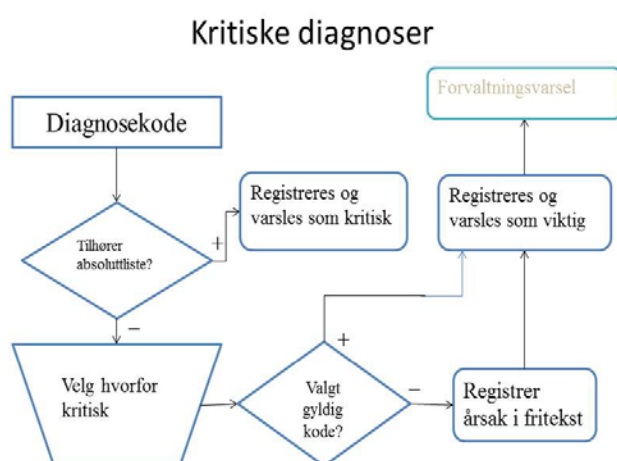 Kritiske diagnoser
Diagnosekode
Forvaltningsvarsel
Registreres og
varsles som kritisk
Registreres og
varsles som viktig
Tilhører
absoluttliste?
+
−
Velg hvorfor
kritisk
+
Valgt
gyldig
kode?
−
Registrer
årsak i fritekst